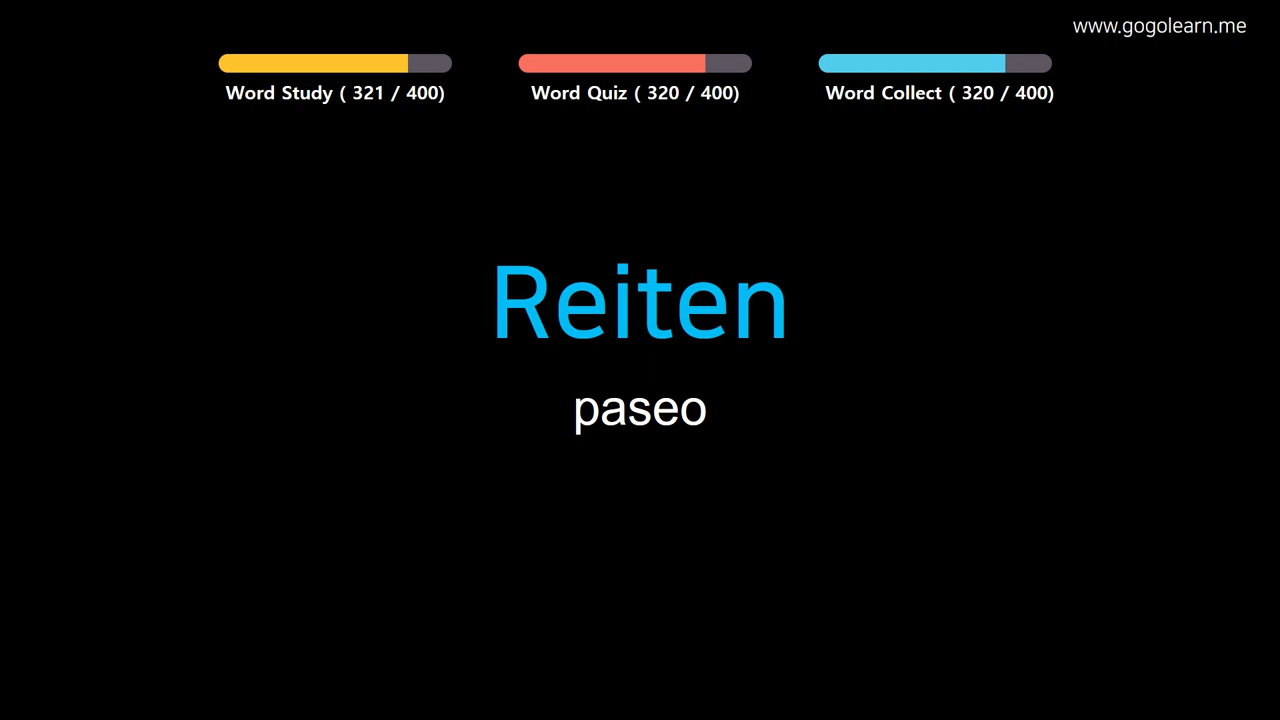 www.gogolearn.me
Word Study ( 321 / 400)
Word Quiz ( 320 / 400)
Word Collect ( 320 / 400)
Reiten
paseo